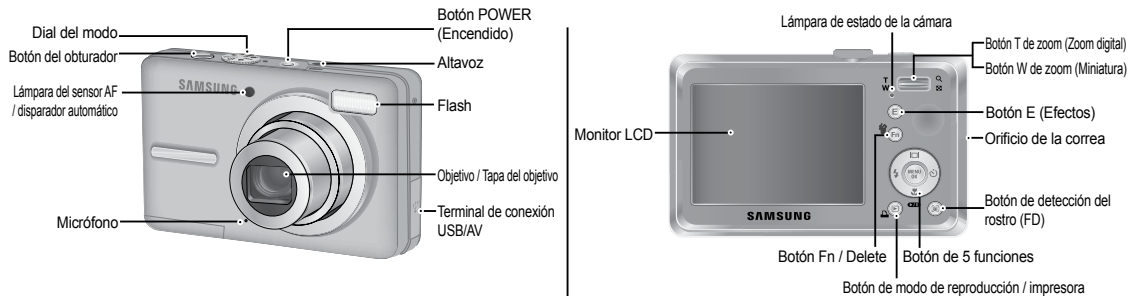 Dial del modo
Botón del obturador
Lámpara del sensor AF
/ disparador automático
Micrófono
Botón POWER
(Encendido)
Altavoz
Flash
Objetivo / Tapa del objetivo
Terminal de conexión
USB/AV
SAMSUNG
Lámpara de estado de la cámara
Botón T de zoom (Zoom digital)
Botón W de zoom (Miniatura)
Botón E (Efectos)
Orificio de la correa
Botón de detección del
rostro (FD)
Monitor LCD
T
W
E
Fn
MENU
OK
SAMSUNG
Botón Fn / Delete
Botón de 5 funciones
Botón de modo de reproducción / impresora